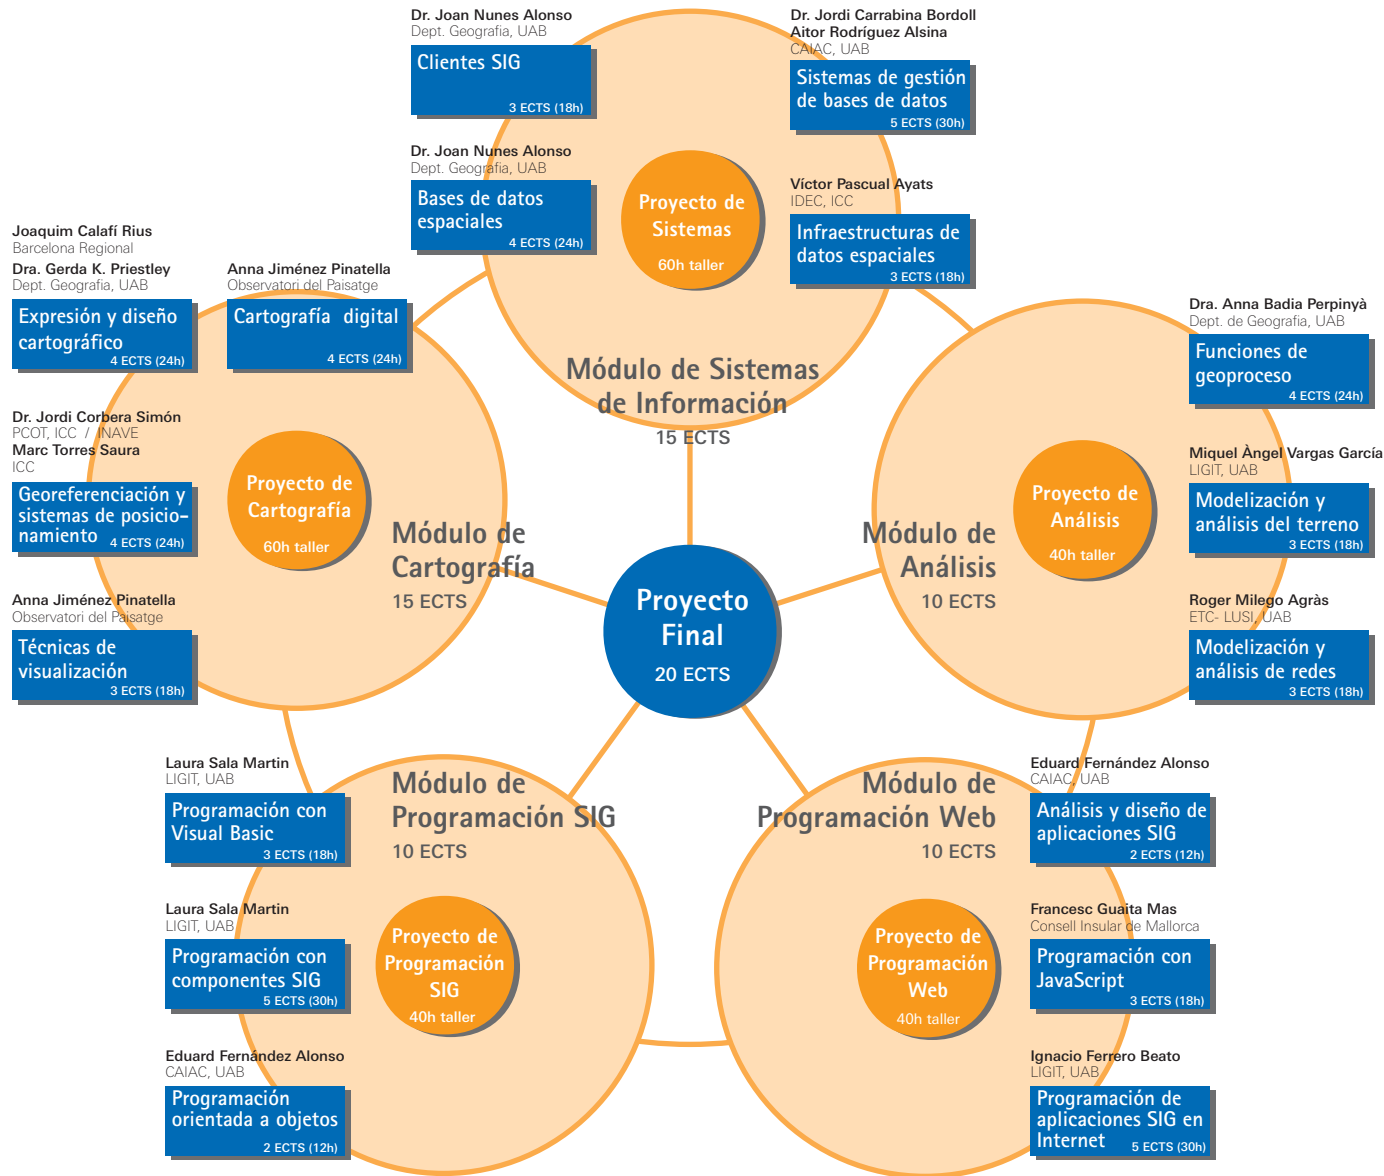 Dr. Joan Nunes Alonso
Dept. Geografia, UAB
Clientes SIG
3 ECTS (18h)
Dr. Jordi Carrabina Bordoll
Aitor Rodríguez Alsina
CAIAC, UAB
Sistemas de gestión
de bases de datos
5 ECTS (30h)
Dr. Joan Nunes Alonso
Dept. Geografia, UAB
Bases de datos
espaciales
4 ECTS (24h)
Proyecto de
Sistemas
60h taller
Víctor Pascual Ayats
IDEC, ICC
Infraestructuras de
datos espaciales
3 ECTS (18h)
Módulo de Sistemas
de Información
15 ECTS
Joaquim Calafí Rius
Barcelona Regional
Dra. Gerda K. Priestley
Dept. Geografia, UAB
Expresión y diseño
cartográfico
4 ECTS (24h)
Anna Jiménez Pinatella
Observatori del Paisatge
Cartografía digital
4 ECTS (24h)
Dr. Jordi Corbera Simón
PCOT, ICC / INAVE
Marc Torres Saura
ICC
Georeferenciación y
sistemas de posicio-
namiento 4 ECTS (24h)
Proyecto de
Cartografía
60h taller
Módulo de
Cartografía
15 ECTS
Anna Jiménez Pinatella
Observatori del Paisatge
Técnicas de
visualización
3 ECTS (18h)
Dra. Anna Badia Perpinyà
Dept. de Geografia, UAB
Funciones de
geoproceso
4 ECTS (24h)
Miquel Àngel Vargas García
LIGIT, UAB
Modelización y
análisis del terreno
3 ECTS (18h)
Proyecto de
Análisis
40h taller
Módulo de
Análisis
10 ECTS
Roger Milego Agràs
ETC- LUSI, UAB
Modelización y
análisis de redes
3 ECTS (18h)
Proyecto
Final
20 ECTS
Laura Sala Martin
LIGIT, UAB
Programación con
Visual Basic
3 ECTS (18h)
Módulo de
Programación SIG
10 ECTS
Laura Sala Martin
LIGIT, UAB
Programación con
componentes SIG
5 ECTS (30h)
Proyecto de
Programación
SIG
40h taller
Eduard Fernández Alonso
CAIAC, UAB
Programación
orientada a objetos
2 ECTS (12h)
Módulo de
Programación Web
10 ECTS
Eduard Fernández Alonso
CAIAC, UAB
Análisis y diseño de
aplicaciones SIG
2 ECTS (12h)
Proyecto de
Programación
Web
40h taller
Francesc Guaita Mas
Consell Insular de Mallorca
Programación con
JavaScript
3 ECTS (18h)
Ignacio Ferrero Beato
LIGIT, UAB
Programación de
aplicaciones SIG en
Internet 5 ECTS (30h)